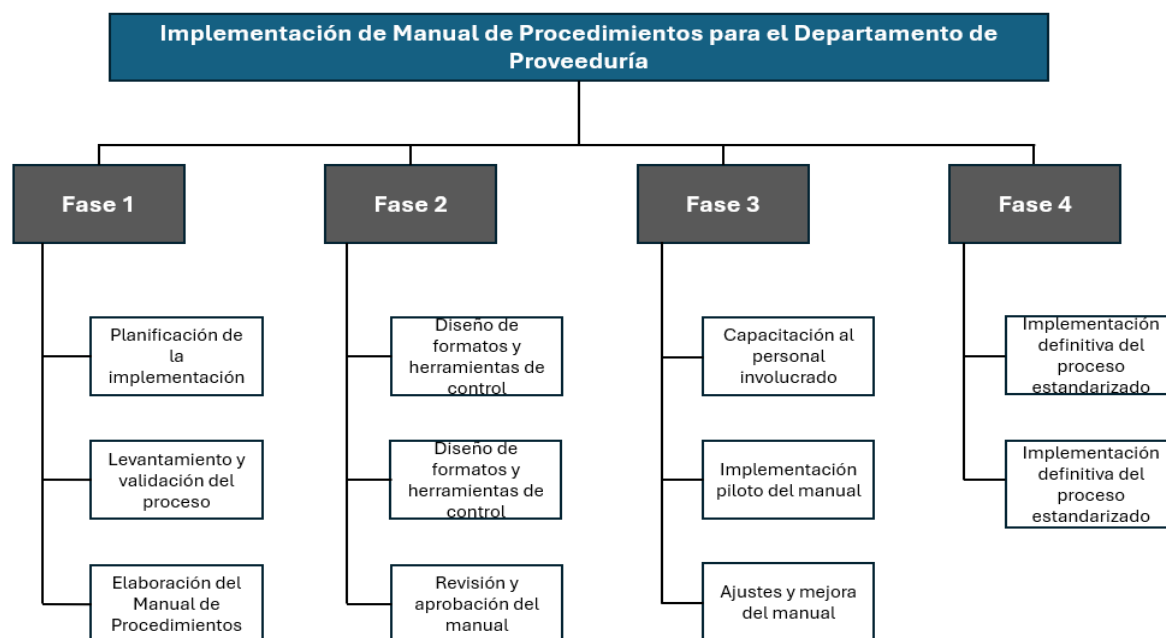 Implementación de Manual de Procedimientos para el Departamento de
Proveeduría
Fase 1
Fase 2
Fase 3
Fase 4
Planificación de
la
implementación
Levantamiento y
validación del
proceso
Elaboración del
Manual de
Procedimientos
Diseño de
formatos y
herramientas de
control
Diseño de
formatos y
herramientas de
control
Revisión y
aprobación del
manual
Capacitación al
personal
involucrado
Implementación
piloto del manual
Ajustes y mejora
del manual
Implementación
definitiva del
proceso
estandarizado
Implementación
definitiva del
proceso
estandarizado